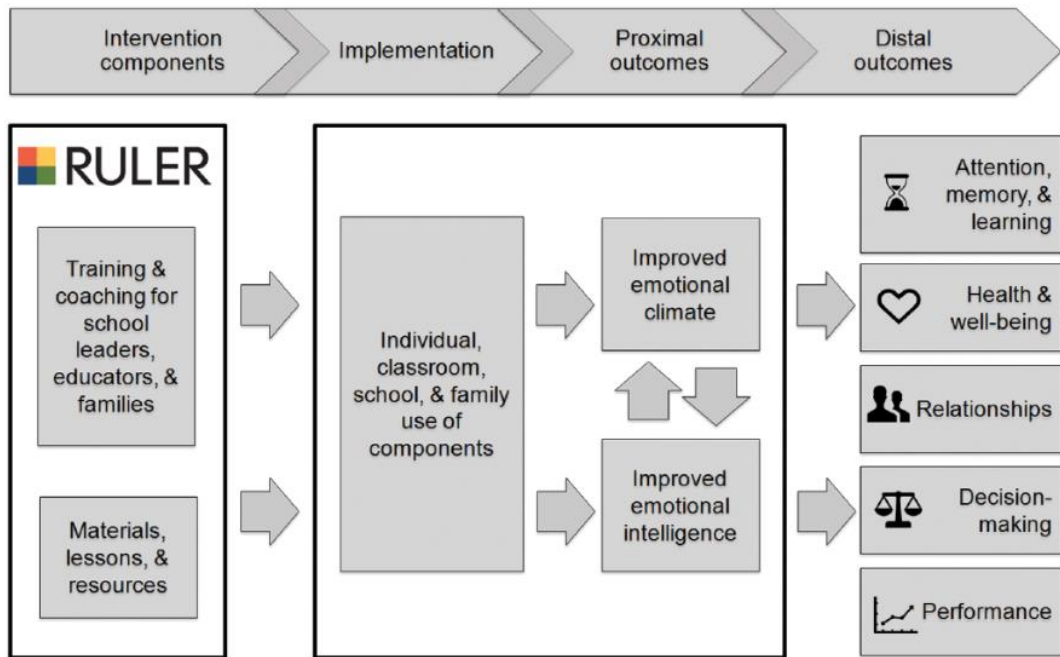 Intervention
components
Implementation
Proximal
outcomes
Distal
outcomes
RULER
Training &
coaching for
school
leaders,
educators, &
families
Materials,
lessons, &
resources
Individual,
classroom,
school, & family
use of
components
Improved
emotional
climate
Improved
emotional
intelligence
Attention,
memory, &
learning
Health &
well-being
Relationships
Decision-
making
Performance